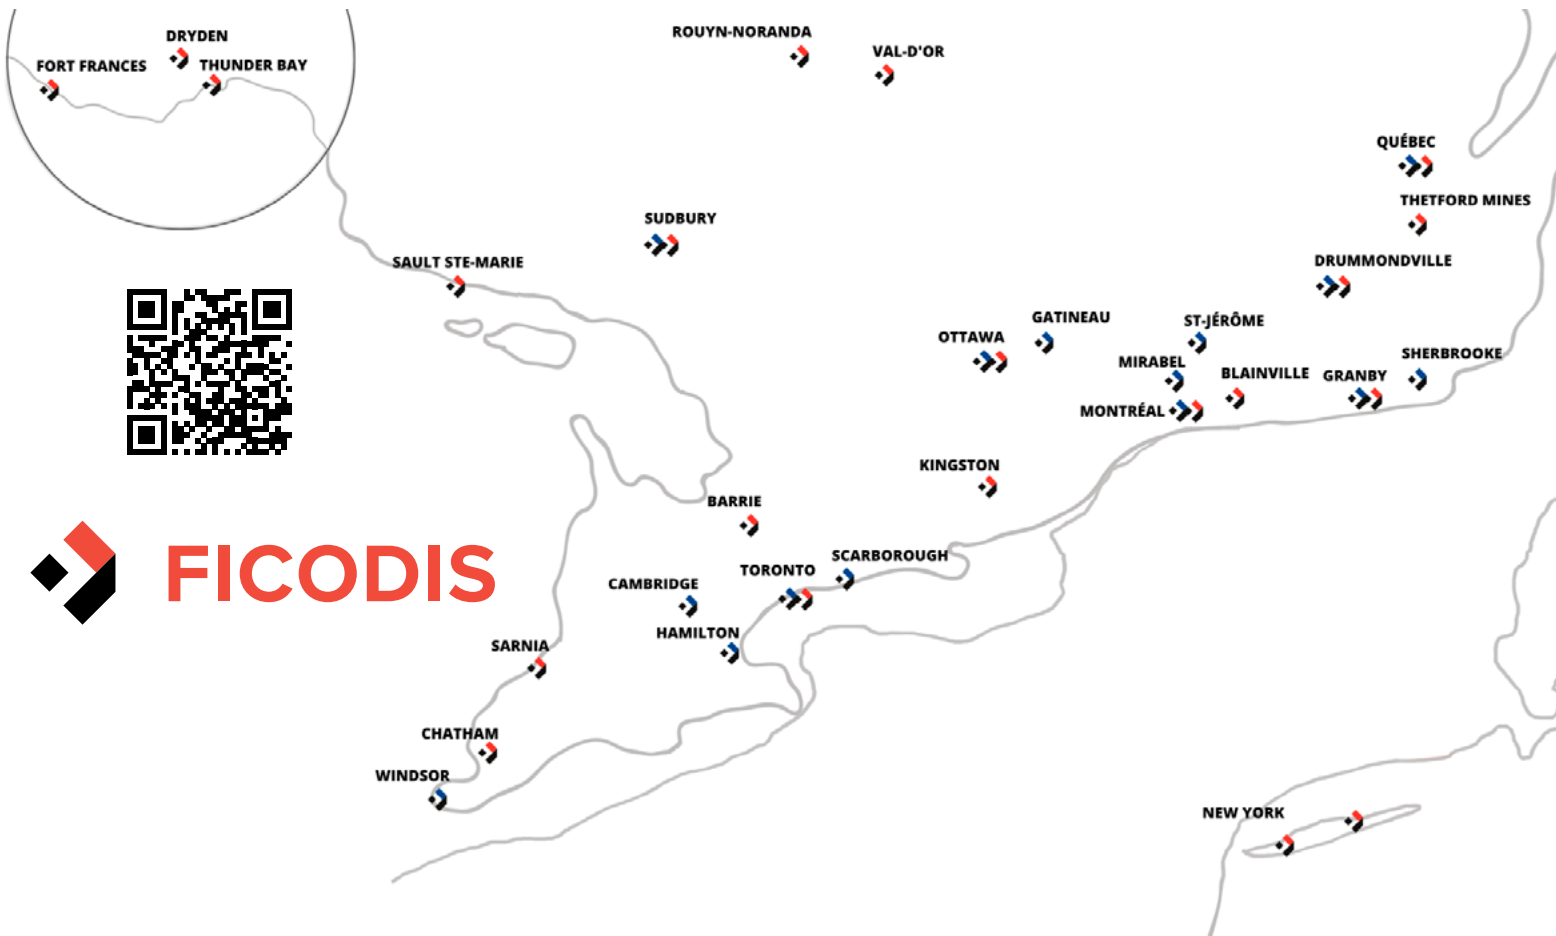 DRYDEN
FORT FRANCES
THUNDER BAY
ROUYN-NORANDA
VAL-D'OR
QUÉBEC
THETFORD MINES
SUDBURY
SAULT STE-MARIE
DRUMMONDVILLE
GATINEAU
ST-JÉRÔME
OTTAWA
MIRABEL
BLAINVILLE
GRANBY
SHERBROOKE
MONTRÉAL
KINGSTON
BARRIE
SCARBOROUGH
TORONTO
CAMBRIDGE
HAMILTON
FICODIS
SARNIA
CHATHAM
WINDSOR
NEW YORK